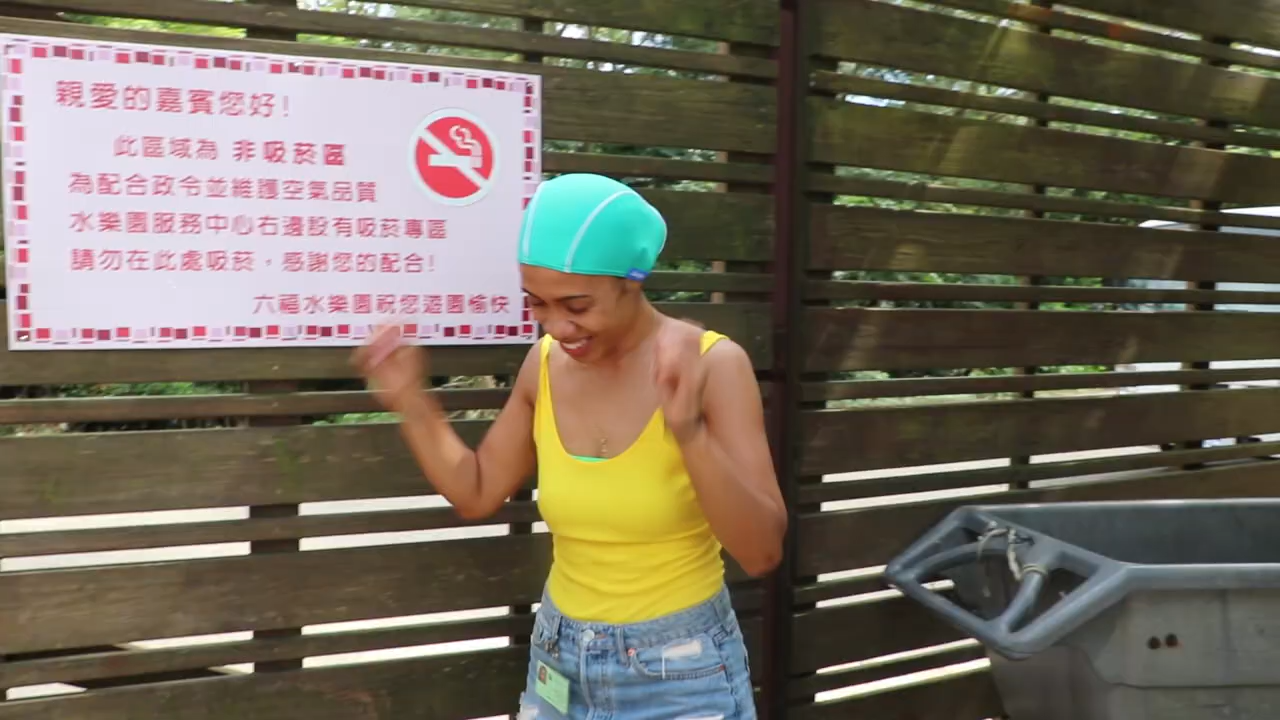 親愛的嘉賓您好！
此區域為 非吸菸區
為配合政令並維護空氣品質
水樂園服務中心右邊設有吸菸專區
請勿在此處吸菸，感謝您的配合！
六福水樂園祝您遊園愉快